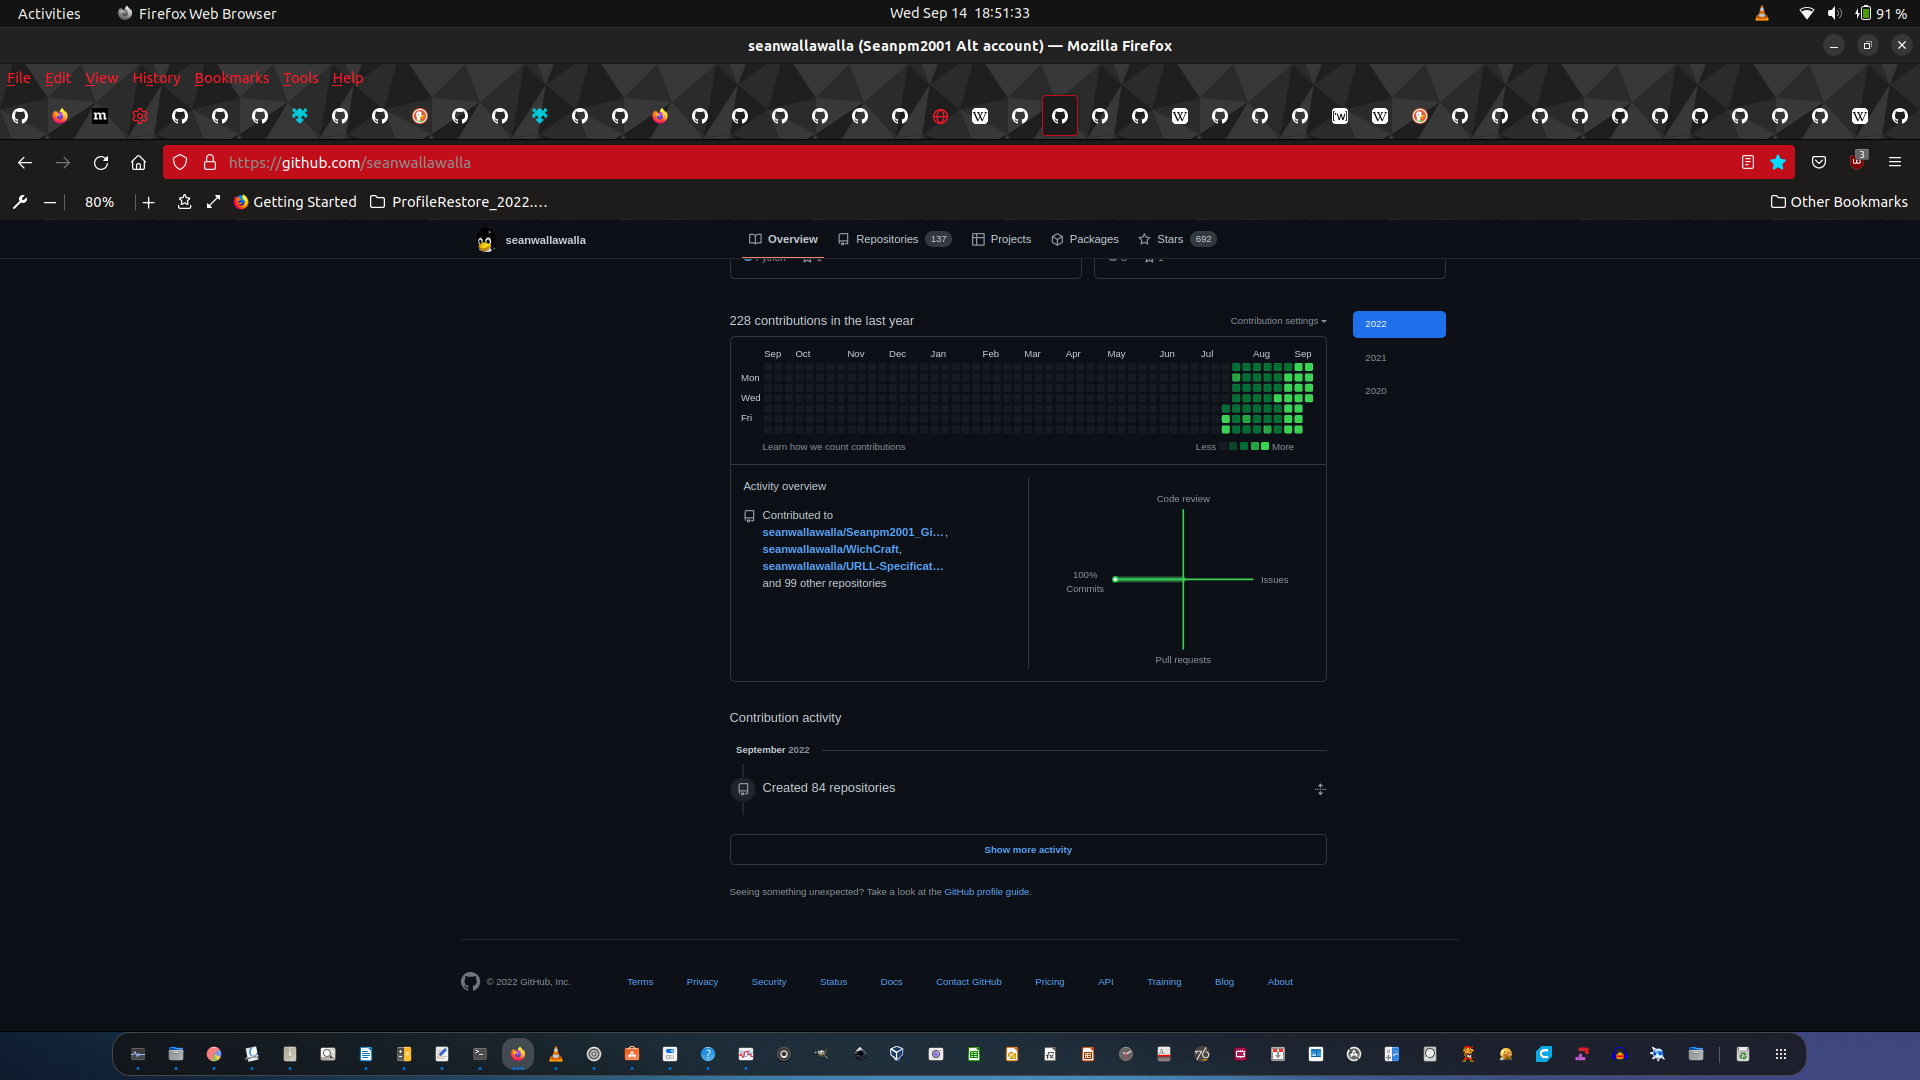 Activities Firefox Web Browser Wed Sep 14 18:51:33 91 %
seanwallawalla (Seanpm2001 Alt account) — Mozilla Firefox
File Edit View History Bookmarks Tools Help
https://github.com/seanwallawalla 3
80% Getting Started ProfileRestore_2022.… Other Bookmarks
seanwallawalla Overview Repositories 137 Projects Packages Stars 692
228 contributions in the last year Contribution settings 2022
Sep Oct Nov Dec Jan Feb Mar Apr May Jun Jul Aug Sep
2021
Mon
2020
Wed
Fri
Learn how we count contributions Less More
Activity overview
Code review
Contributed to
seanwallawalla/Seanpm2001_Gi… ,
seanwallawalla/WichCraft,
seanwallawalla/URLL-Specificat…
and 99 other repositories
100%
Commits
Issues
Pull requests
Contribution activity
September 2022
Created 84 repositories
Show more activity
Seeing something unexpected? Take a look at the GitHub profile guide.
© 2022 GitHub, Inc. Terms Privacy Security Status Docs Contact GitHub Pricing API Training Blog About